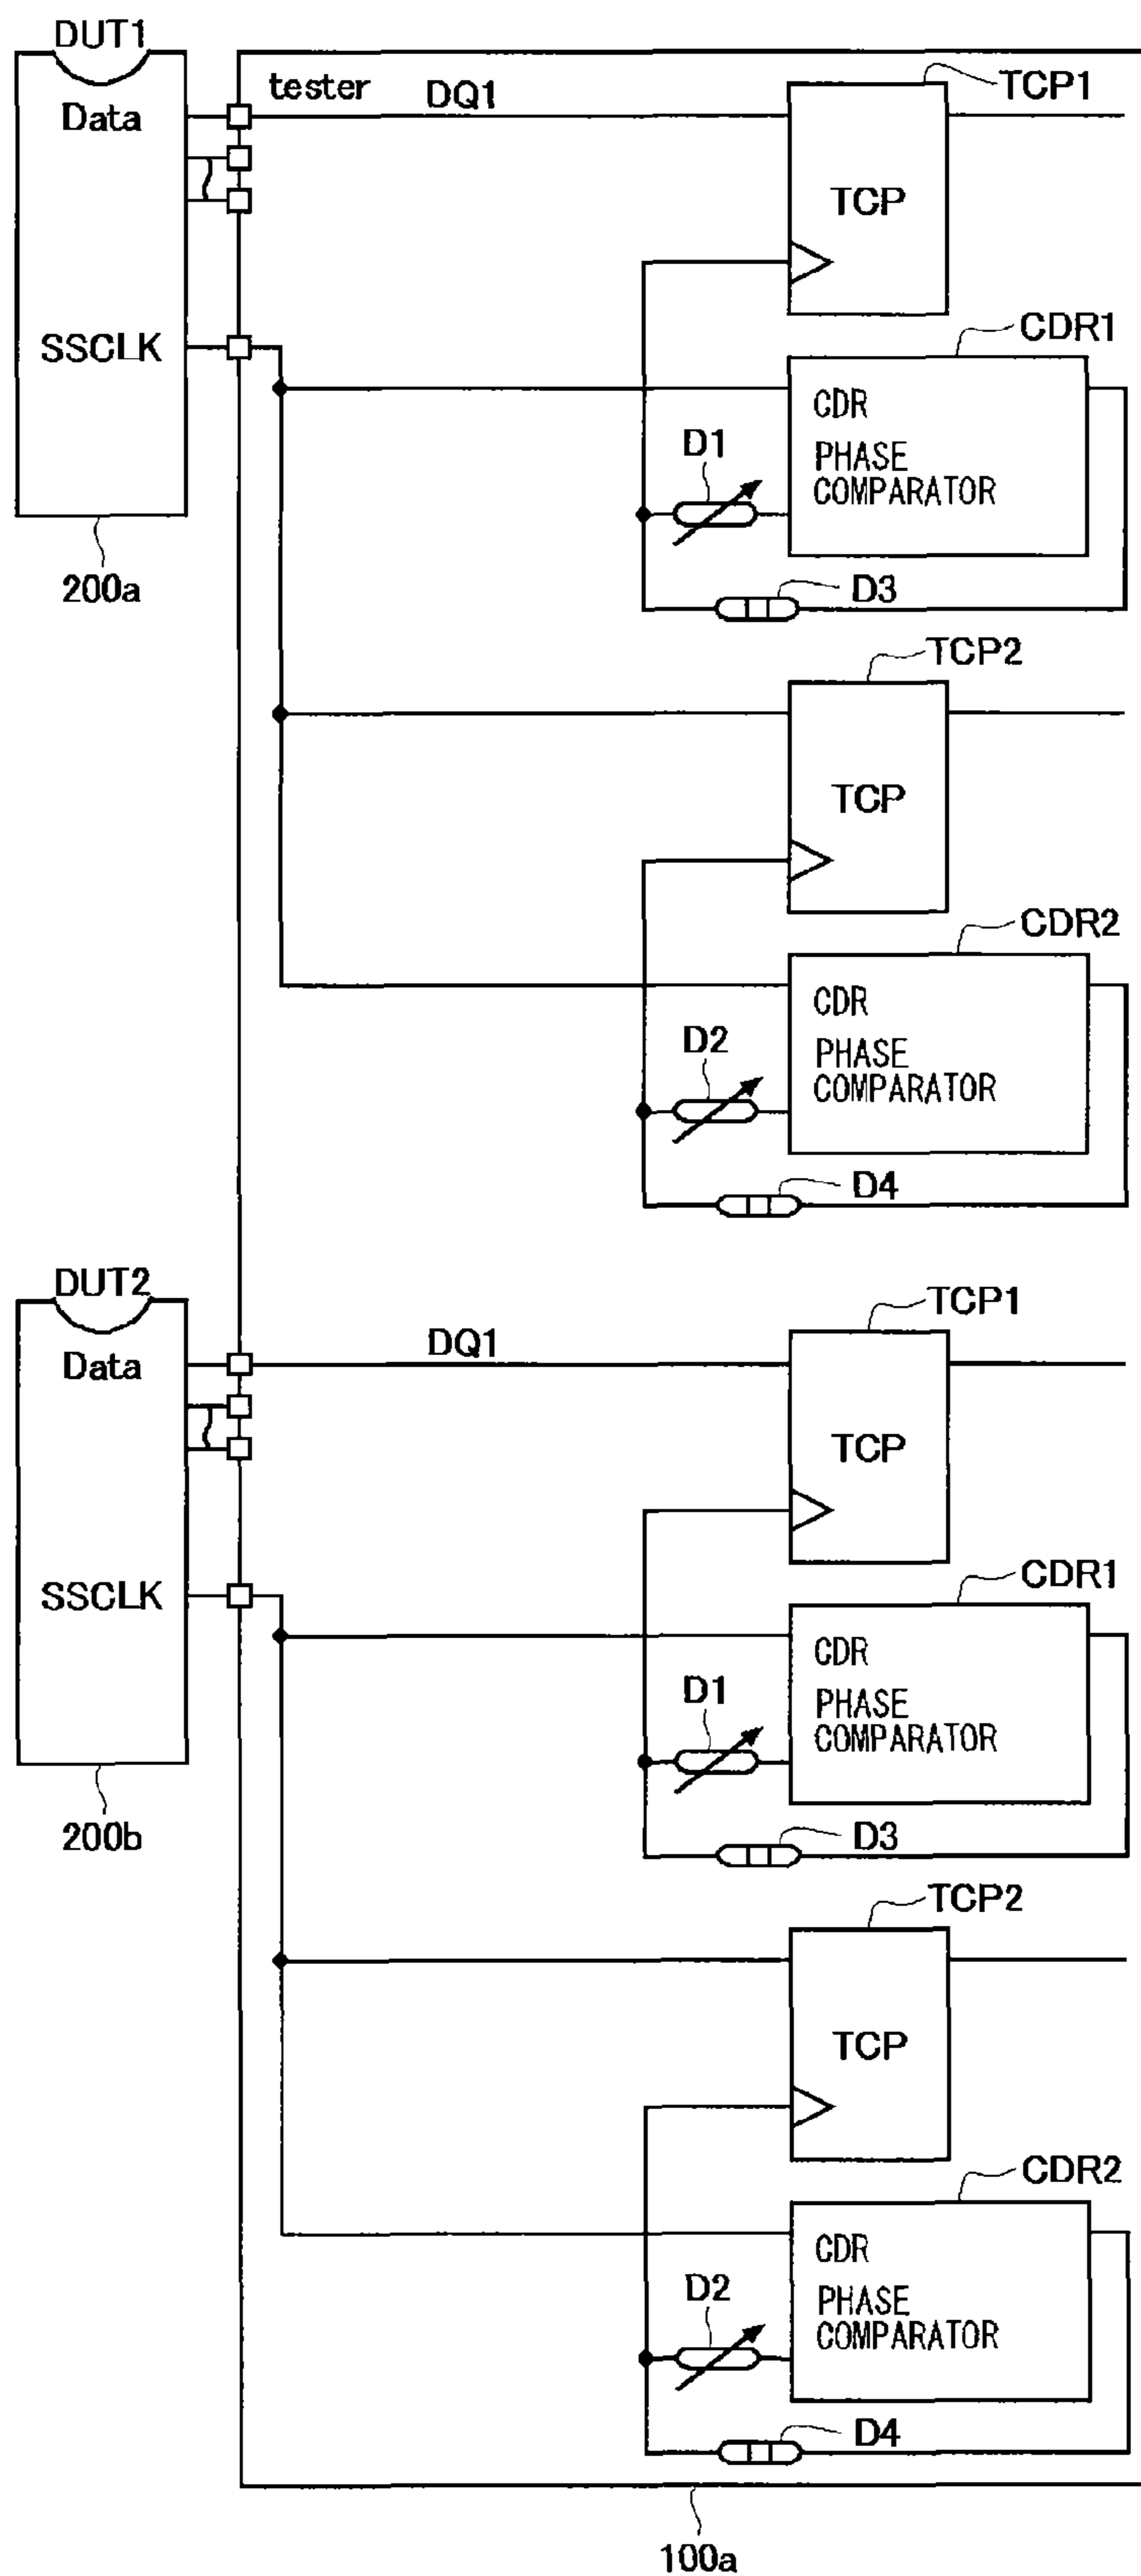 DUT1
tester
Data
DQ1
TCP1
TCP
SSCLK
CDR1
CDR
PHASE
COMPARATOR
D1
200a
D3
TCP2
TCP
CDR2
CDR
PHASE
COMPARATOR
D2
D4
DUT2
Data
DQ1
TCP1
TCP
SSCLK
CDR1
CDR
PHASE
COMPARATOR
D1
200b
D3
TCP2
TCP
CDR2
CDR
PHASE
COMPARATOR
D2
D4
100a